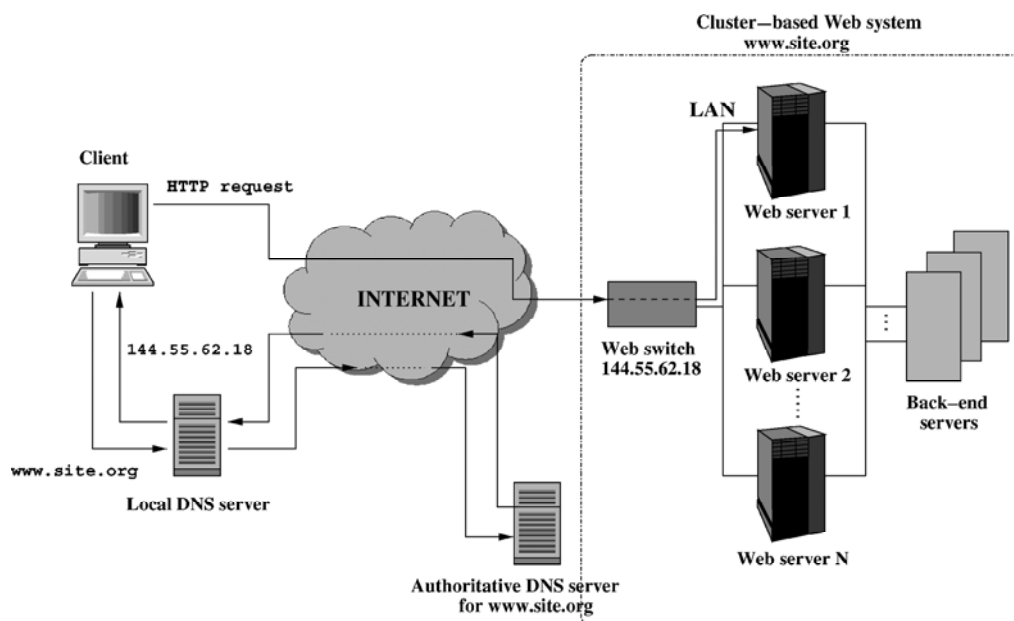 Cluster−based Web system
www.site.org
LAN
Client
HTTP request
Web server 1
INTERNET
144.55.62.18
Web switch
144.55.62.18
Web server 2
Back−end
servers
www.site.org
Local DNS server
Web server N
Authoritative DNS server
for www.site.org